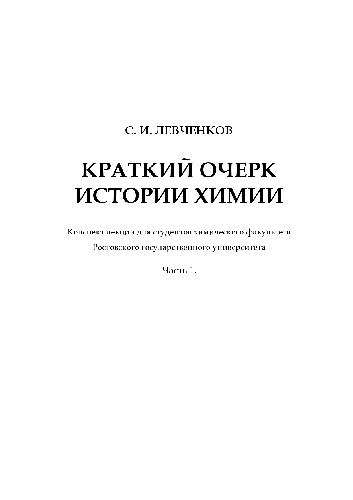 С. И. ЛЕВЧЕНКОВ
КРАТКИЙ ОЧЕРК
ИСТОРИИ ХИМИИ
Конспект лекций для студентов химического факультета
Ростовского государственного университета
Часть 1.